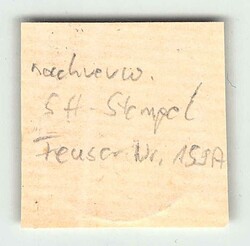 nachverw.
SH-Stempel
Feuser Nr. 159A